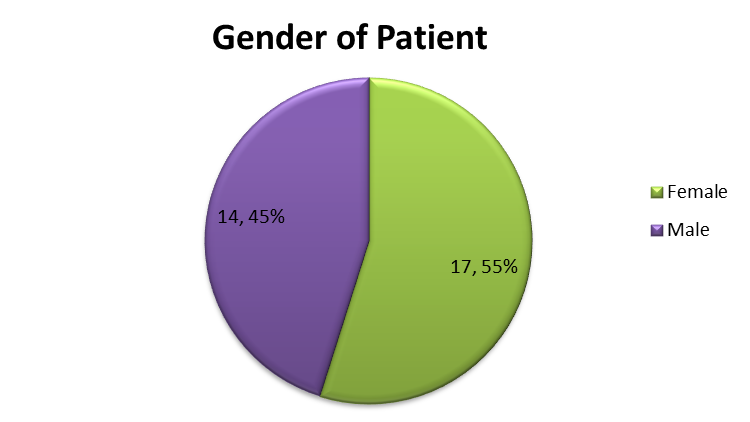 Gender of Patient
14, 45%
17, 55%
Female
Male